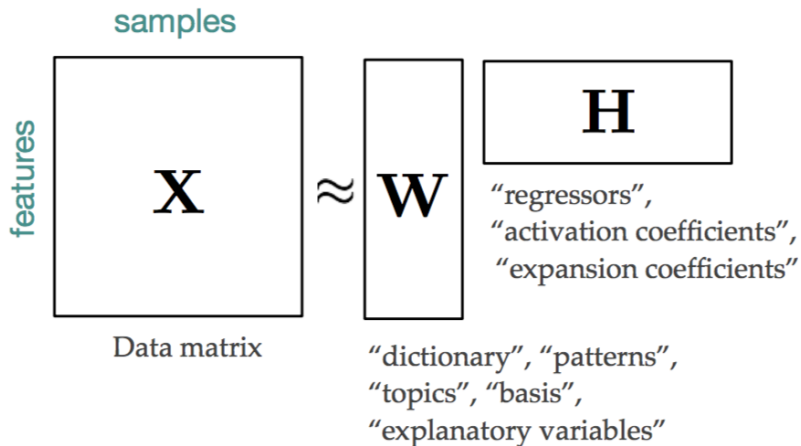 samples
features
X
≈
W
H
“regressors”,
“activation coefficients”,
“expansion coefficients”
Data matrix
“dictionary”, “patterns”,
“topics”, “basis”,
“explanatory variables”